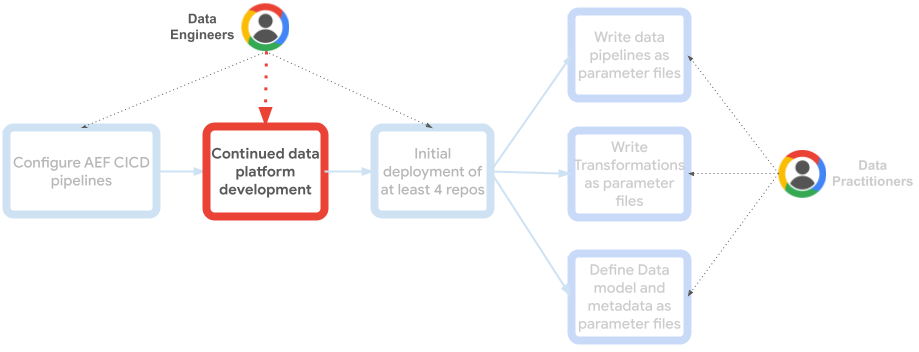 Data
Engineers
Configure AEF CICD
pipelines
Continued data
platform
development
Initial
deployment of
at least 4 repos
Write data
pipelines as
parameter files
Write
Transformations
as parameter
files
Define Data
model and
metadata as
parameter files
Data
Practitioners